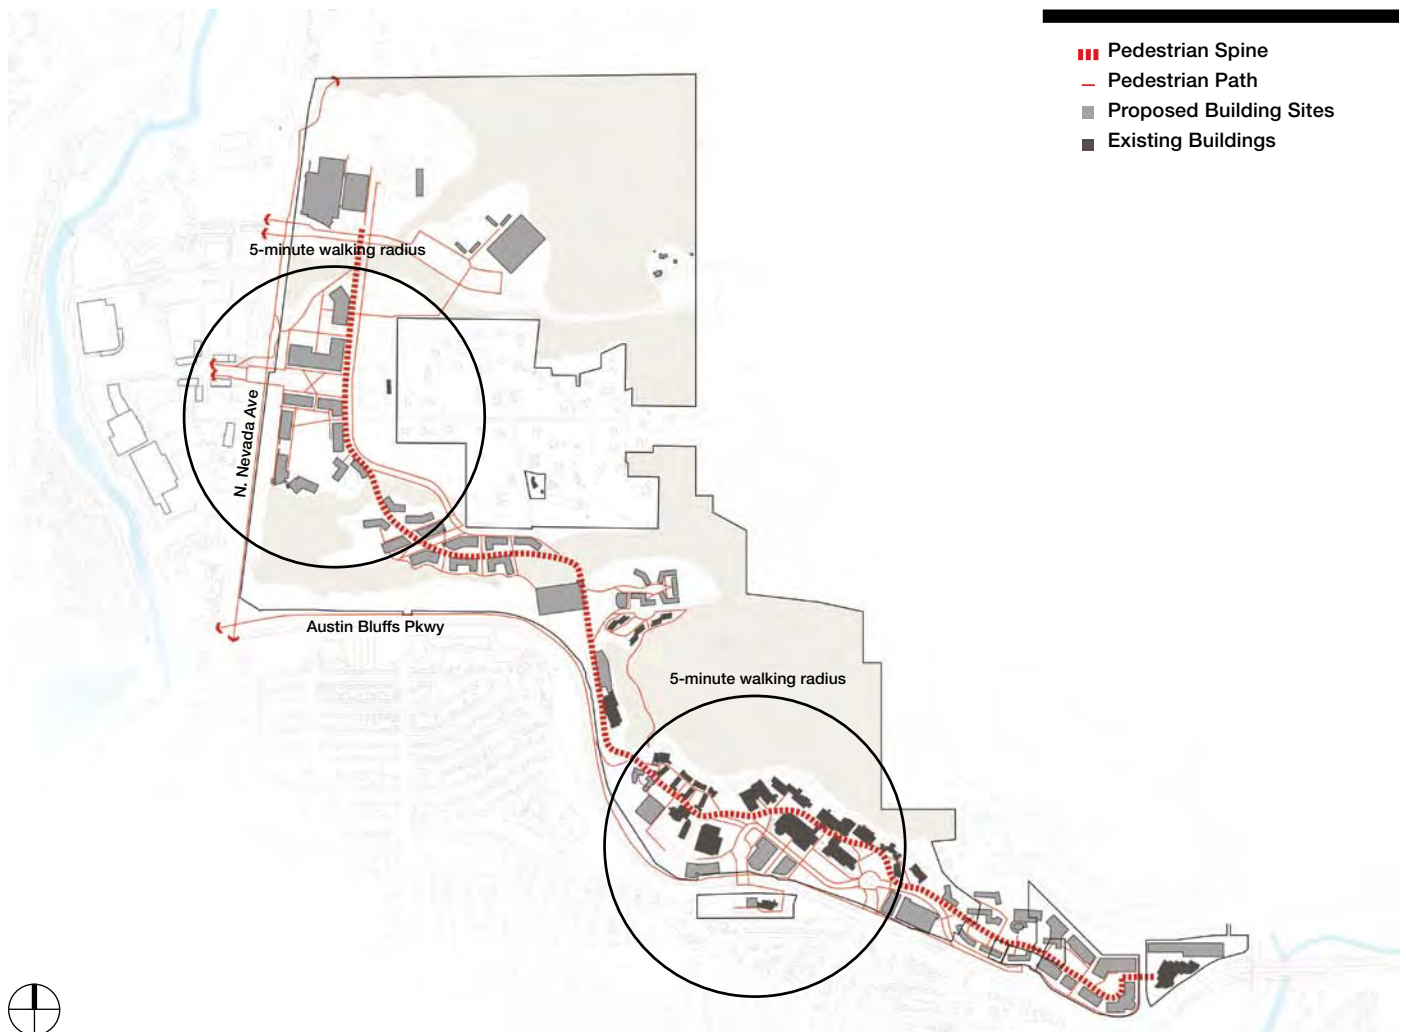 Pedestrian Spine
Pedestrian Path
Proposed Building Sites
Existing Buildings
5-minute walking radius
N. Nevada Ave
Austin Bluffs Pkwy
5-minute walking radius